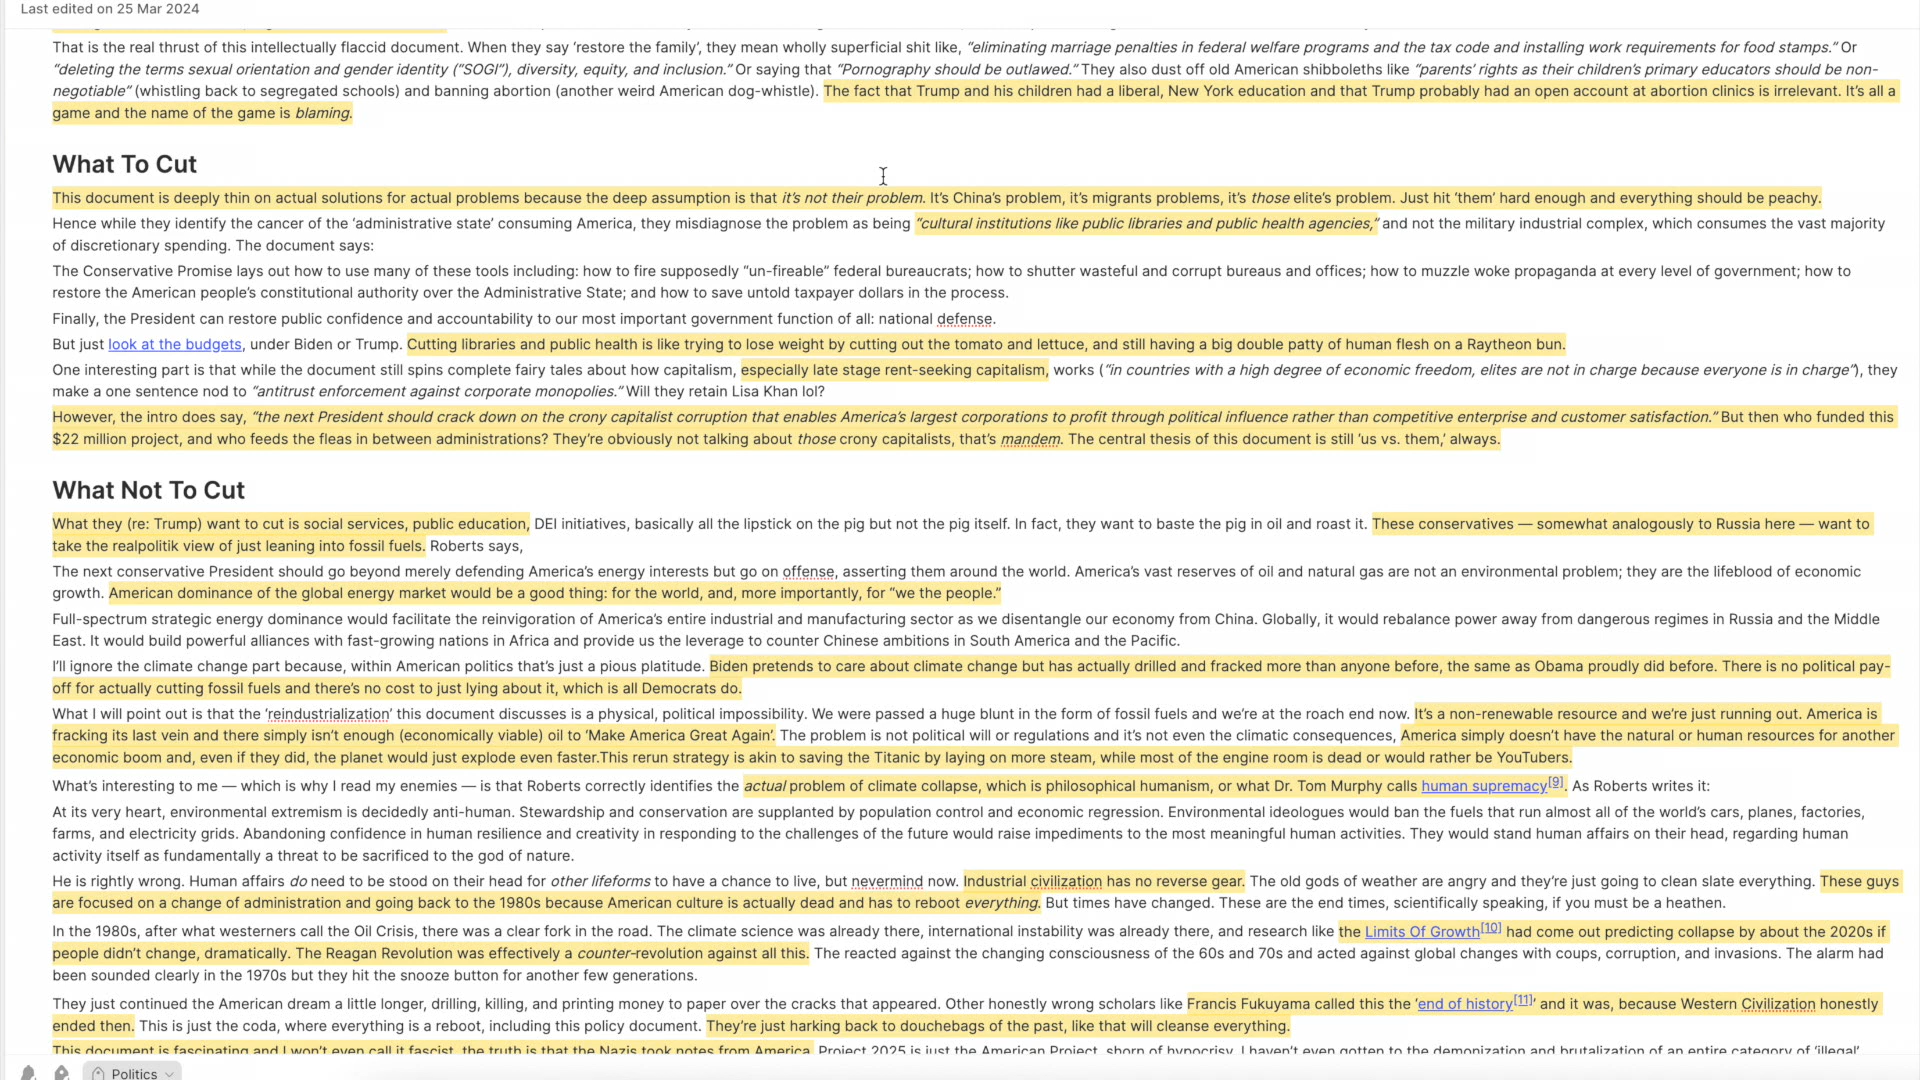 Last edited on 25 Mar 2024
That is the real thrust of this intellectually flaccid document. When they say ‘restore the family’, they mean wholly superficial shit like, “eliminating marriage penalties in federal welfare programs and the tax code and installing work requirements for food stamps.” Or
“deleting the terms sexual orientation and gender identity (“SOGI”), diversity, equity, and inclusion.” Or saying that “Pornography should be outlawed.” They also dust off old American shibboleths like “parents’ rights as their children’s primary educators should be non-
negotiable” (whistling back to segregated schools) and banning abortion (another weird American dog-whistle). The fact that Trump and his children had a liberal, New York education and that Trump probably had an open account at abortion clinics is irrelevant. It’s all a
game and the name of the game is blaming.
What To Cut
This document is deeply thin on actual solutions for actual problems because the deep assumption is that it’s not their problem. It’s China’s problem, it’s migrants problems, it’s those elite’s problem. Just hit ‘them’ hard enough and everything should be peachy.
Hence while they identify the cancer of the ‘administrative state’ consuming America, they misdiagnose the problem as being “cultural institutions like public libraries and public health agencies,” and not the military industrial complex, which consumes the vast majority
of discretionary spending. The document says:
The Conservative Promise lays out how to use many of these tools including: how to fire supposedly “un-fireable” federal bureaucrats; how to shutter wasteful and corrupt bureaus and offices; how to muzzle woke propaganda at every level of government; how to
restore the American people’s constitutional authority over the Administrative State; and how to save untold taxpayer dollars in the process.
Finally, the President can restore public confidence and accountability to our most important government function of all: national defense.
But just look at the budgets, under Biden or Trump. Cutting libraries and public health is like trying to lose weight by cutting out the tomato and lettuce, and still having a big double patty of human flesh on a Raytheon bun.
One interesting part is that while the document still spins complete fairy tales about how capitalism, especially late stage rent-seeking capitalism, works (“in countries with a high degree of economic freedom, elites are not in charge because everyone is in charge”), they
make a one sentence nod to “antitrust enforcement against corporate monopolies.” Will they retain Lisa Khan lol?
However, the intro does say, “the next President should crack down on the crony capitalist corruption that enables America’s largest corporations to profit through political influence rather than competitive enterprise and customer satisfaction.” But then who funded this
$22 million project, and who feeds the fleas in between administrations? They’re obviously not talking about those crony capitalists, that’s mandem. The central thesis of this document is still ‘us vs. them,’ always.
What Not To Cut
What they (re: Trump) want to cut is social services, public education, DEI initiatives, basically all the lipstick on the pig but not the pig itself. In fact, they want to baste the pig in oil and roast it. These conservatives — somewhat analogously to Russia here — want to
take the realpolitik view of just leaning into fossil fuels. Roberts says,
The next conservative President should go beyond merely defending America’s energy interests but go on offense, asserting them around the world. America’s vast reserves of oil and natural gas are not an environmental problem; they are the lifeblood of economic
growth. American dominance of the global energy market would be a good thing: for the world, and, more importantly, for “we the people.”
Full-spectrum strategic energy dominance would facilitate the reinvigoration of America’s entire industrial and manufacturing sector as we disentangle our economy from China. Globally, it would rebalance power away from dangerous regimes in Russia and the Middle
East. It would build powerful alliances with fast-growing nations in Africa and provide us the leverage to counter Chinese ambitions in South America and the Pacific.
I’ll ignore the climate change part because, within American politics that’s just a pious platitude. Biden pretends to care about climate change but has actually drilled and fracked more than anyone before, the same as Obama proudly did before. There is no political pay-
off for actually cutting fossil fuels and there’s no cost to just lying about it, which is all Democrats do.
What I will point out is that the ‘reindustrialization’ this document discusses is a physical, political impossibility. We were passed a huge blunt in the form of fossil fuels and we’re at the roach end now. It’s a non-renewable resource and we’re just running out. America is
fracking its last vein and there simply isn’t enough (economically viable) oil to ‘Make America Great Again’. The problem is not political will or regulations and it’s not even the climatic consequences, America simply doesn’t have the natural or human resources for another
economic boom and, even if they did, the planet would just explode even faster.This rerun strategy is akin to saving the Titanic by laying on more steam, while most of the engine room is dead or would rather be YouTubers.
What’s interesting to me — which is why I read my enemies — is that Roberts correctly identifies the actual problem of climate collapse, which is philosophical humanism, or what Dr. Tom Murphy calls human supremacy[9]. As Roberts writes it:
At its very heart, environmental extremism is decidedly anti-human. Stewardship and conservation are supplanted by population control and economic regression. Environmental ideologues would ban the fuels that run almost all of the world’s cars, planes, factories,
farms, and electricity grids. Abandoning confidence in human resilience and creativity in responding to the challenges of the future would raise impediments to the most meaningful human activities. They would stand human affairs on their head, regarding human
activity itself as fundamentally a threat to be sacrificed to the god of nature.
He is rightly wrong. Human affairs do need to be stood on their head for other lifeforms to have a chance to live, but nevermind now. Industrial civilization has no reverse gear. The old gods of weather are angry and they’re just going to clean slate everything. These guys
are focused on a change of administration and going back to the 1980s because American culture is actually dead and has to reboot everything. But times have changed. These are the end times, scientifically speaking, if you must be a heathen.
In the 1980s, after what westerners call the Oil Crisis, there was a clear fork in the road. The climate science was already there, international instability was already there, and research like the Limits Of Growth[10] had come out predicting collapse by about the 2020s if
people didn’t change, dramatically. The Reagan Revolution was effectively a counter-revolution against all this. The reacted against the changing consciousness of the 60s and 70s and acted against global changes with coups, corruption, and invasions. The alarm had
been sounded clearly in the 1970s but they hit the snooze button for another few generations.
They just continued the American dream a little longer, drilling, killing, and printing money to paper over the cracks that appeared. Other honestly wrong scholars like Francis Fukuyama called this the ‘end of history[11]’ and it was, because Western Civilization honestly
ended then. This is just the coda, where everything is a reboot, including this policy document. They’re just harking back to douchebags of the past, like that will cleanse everything.
This document is fascinating and I won’t even call it fascist, the truth is that the Nazis took notes from America. Project 2025 is just the American Project, shorn of hypocrisy. I haven’t even gotten to the demonization and brutalization of an entire category of ‘illegal’
Politics